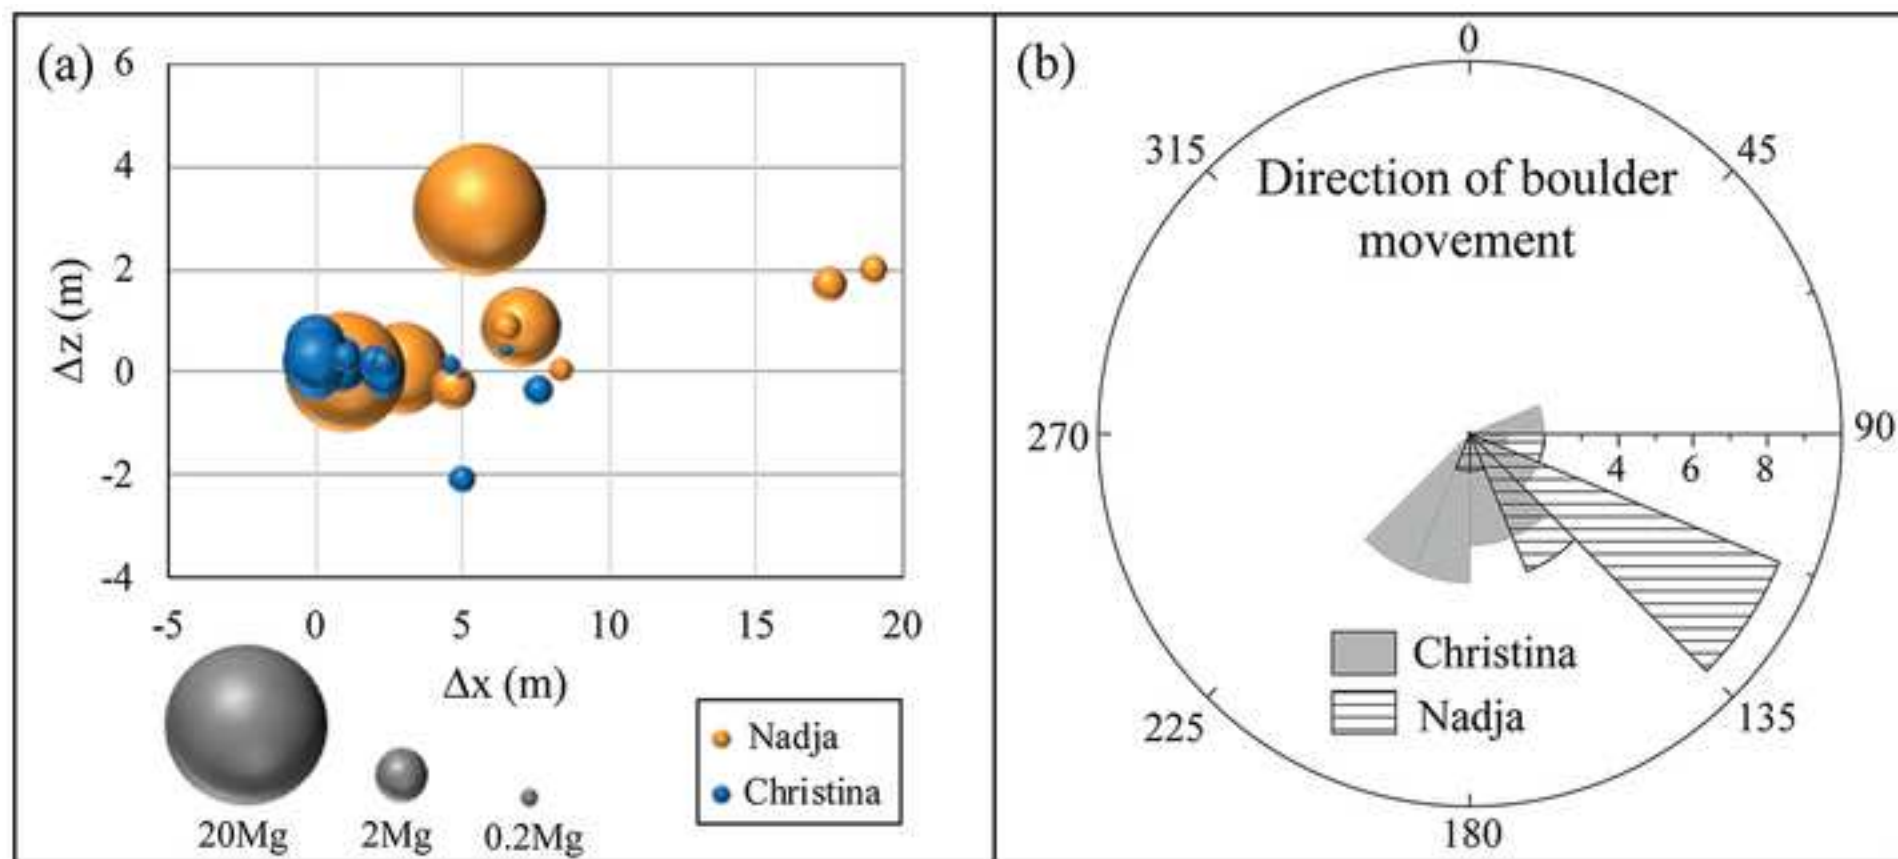 (a)
6
4
2
0
-2
-4
Δz (m)
-5 0 5 10 15 20
Δx (m)
20Mg 2Mg 0.2Mg
Nadja
Christina
(b)
0
45
90
135
180
225
270
315
Direction of boulder
movement
4 6 8
Christina
Nadja